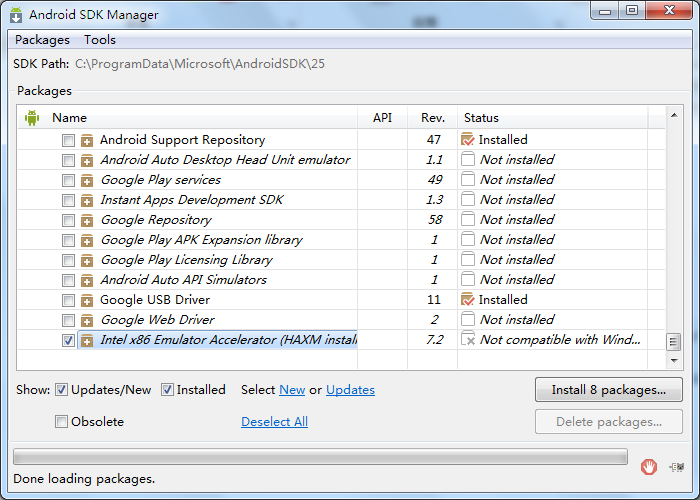 Android SDK Manager
Packages Tools
SDK Path: C:\ProgramData\Microsoft\AndroidSDK\25
Packages
Name API Rev. Status
Android Support Repository 47 Installed
Android Auto Desktop Head Unit emulator 1.1 Not installed
Google Play services 49 Not installed
Instant Apps Development SDK 1.3 Not installed
Google Repository 58 Not installed
Google Play APK Expansion library 1 Not installed
Google Play Licensing Library 1 Not installed
Android Auto API Simulators 1 Not installed
Google USB Driver 11 Installed
Google Web Driver 2 Not installed
Intel x86 Emulator Accelerator (HAXM instal 7.2 Not compatible with Wind...
Show: Updates/New Installed Select New or Updates Install 8 packages...
Obsolete Deselect All Delete packages...
Done loading packages.